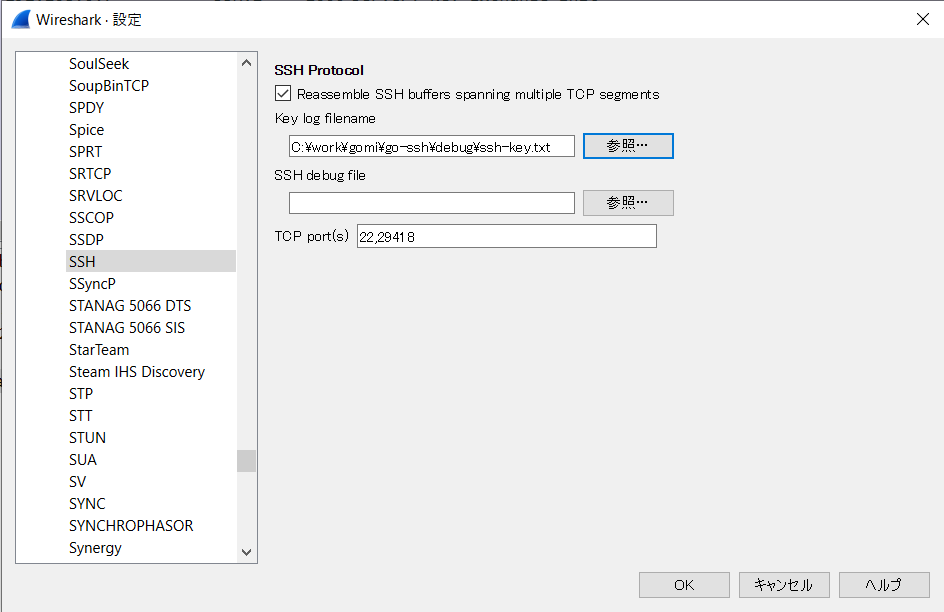 Wireshark · 設定
SoulSeek
SoupBinTCP
SPDY
Spice
SPRT
SRTCP
SRVLOC
SSCOP
SSDP
SSH
SSyncP
STANAG 5066 DTS
STANAG 5066 SIS
StarTeam
Steam IHS Discovery
STP
STT
STUN
SUA
SV
SYNC
SYNCHROPHASOR
Synergy
SSH Protocol
Reassemble SSH buffers spanning multiple TCP segments
Key log filename
C:¥work¥gomi¥go-ssh¥debug¥ssh-key.txt 参照…
SSH debug file
参照…
TCP port(s) 22,29418
OK キャンセル ヘルプ